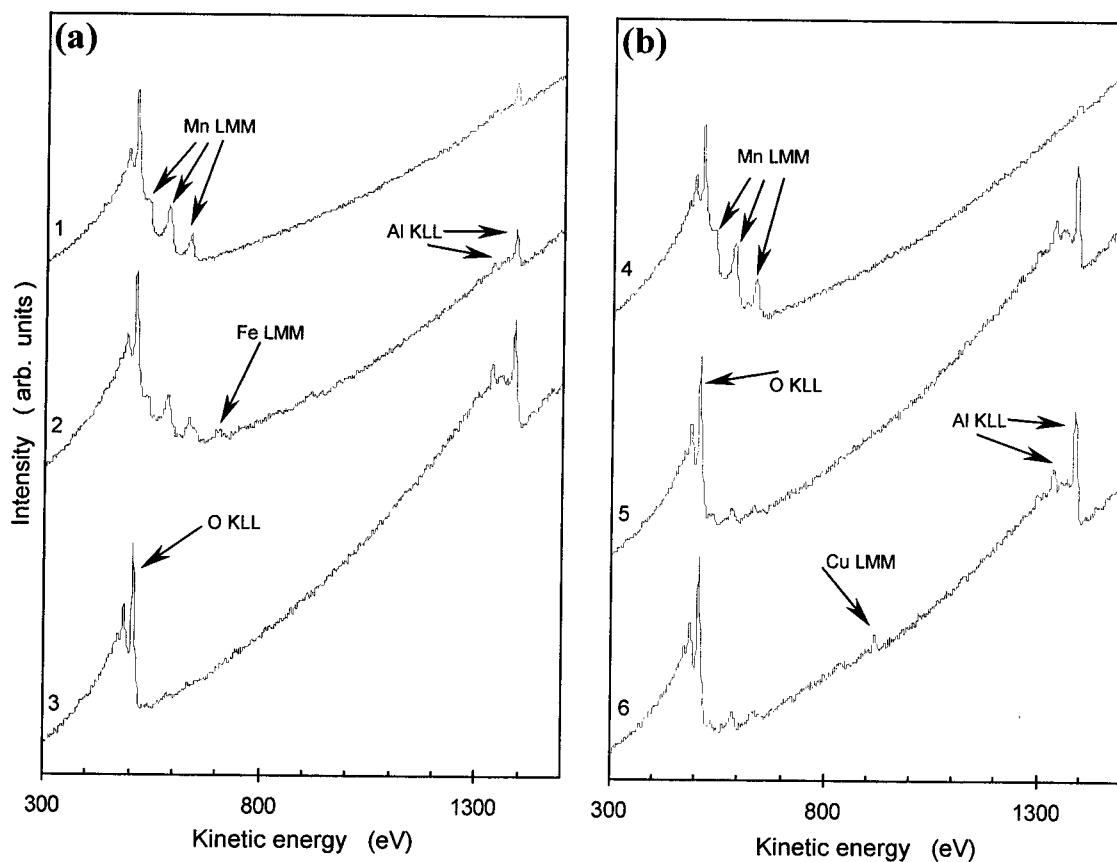 (a)
Mn LMM
1
Al KLL
Fe LMM
2
O KLL
3
300 800 1300
Kinetic energy (eV)
Intensity ( arb. units )
(b)
4
Mn LMM
O KLL
Al KLL
5
Cu LMM
6
300 800 1300
Kinetic energy (eV)